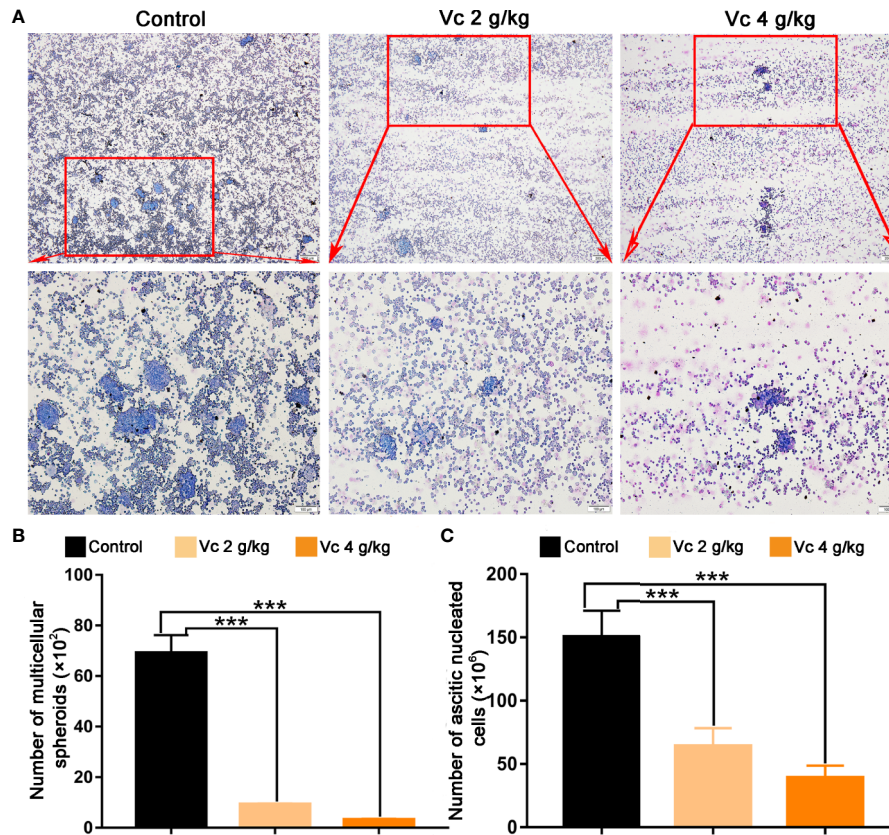 A
Control
Vc 2 g/kg
Vc 4 g/kg
B
Control
Vc 2 g/kg
Vc 4 g/kg
Number of multicellular
spheroids (×10²)
100
80
60
40
20
0
***
***
C
Control
Vc 2 g/kg
Vc 4 g/kg
Number of ascitic nucleated
cells (×10⁶)
200
150
100
50
0
***
***